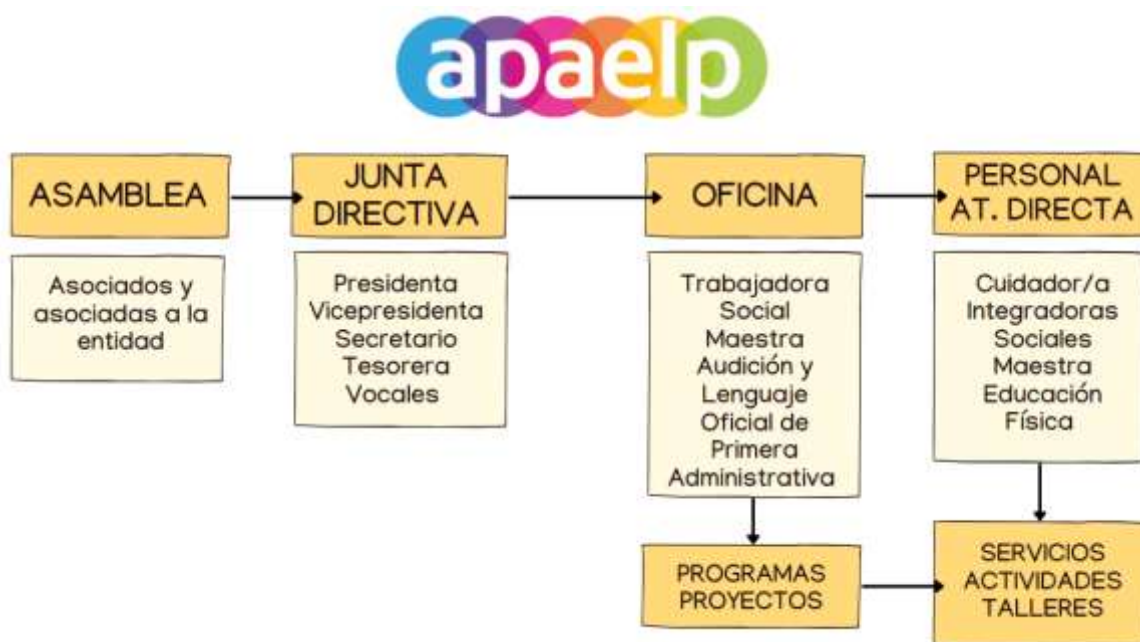 apaelp
ASAMBLEA
Asociados y
asociadas a la
entidad
JUNTA
DIRECTIVA
Presidenta
Vicepresidenta
Secretario
Tesorera
Vocales
OFICINA
Trabajadora
Social
Maestra
Audición y
Lenguaje
Oficial de
Primera
Administrativa
PERSONAL
AT. DIRECTA
Cuidador/a
Integradoras
Sociales
Maestra
Educación
Física
PROGRAMAS
PROYECTOS
SERVICIOS
ACTIVIDADES
TALLERES